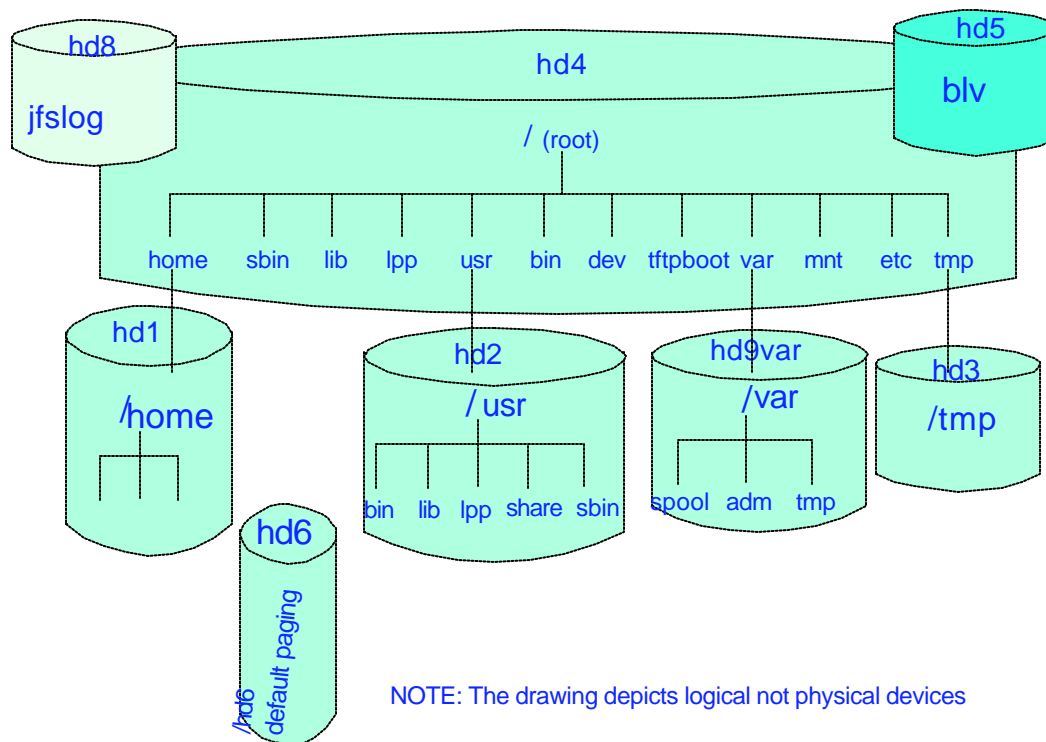 hd8
jfslog
hd4
hd5
blv
/ (root)
home sbin lib lpp usr bin dev tftpboot var mnt etc tmp
hd1
/home
hd2
/usr
bin lib lpp share sbin
hd9var
/var
spool adm tmp
hd3
/tmp
hd6
/hd6
default paging
NOTE: The drawing depicts logical not physical devices